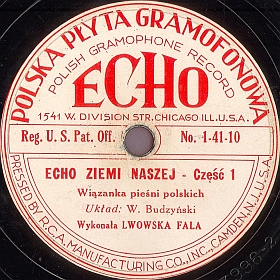 POLSKA PŁYTA GRAMOFONOWA
POLISH GRAMOPHONE RECORD
ECHO
1541 W. DIVISION STR. CHICAGO ILL. U.S.A.
Reg. U. S. Pat. Off.
No. 1-41-10
ECHO ZIEMI NASZEJ - Część 1
Wiązanka pieśni polskich
Układ: W. Budzyński
Wykonała LWOWSKA FALA
PRESSED BY R.C.A. MANUFACTURING CO., INC., CAMDEN, N.J., U.S.A.